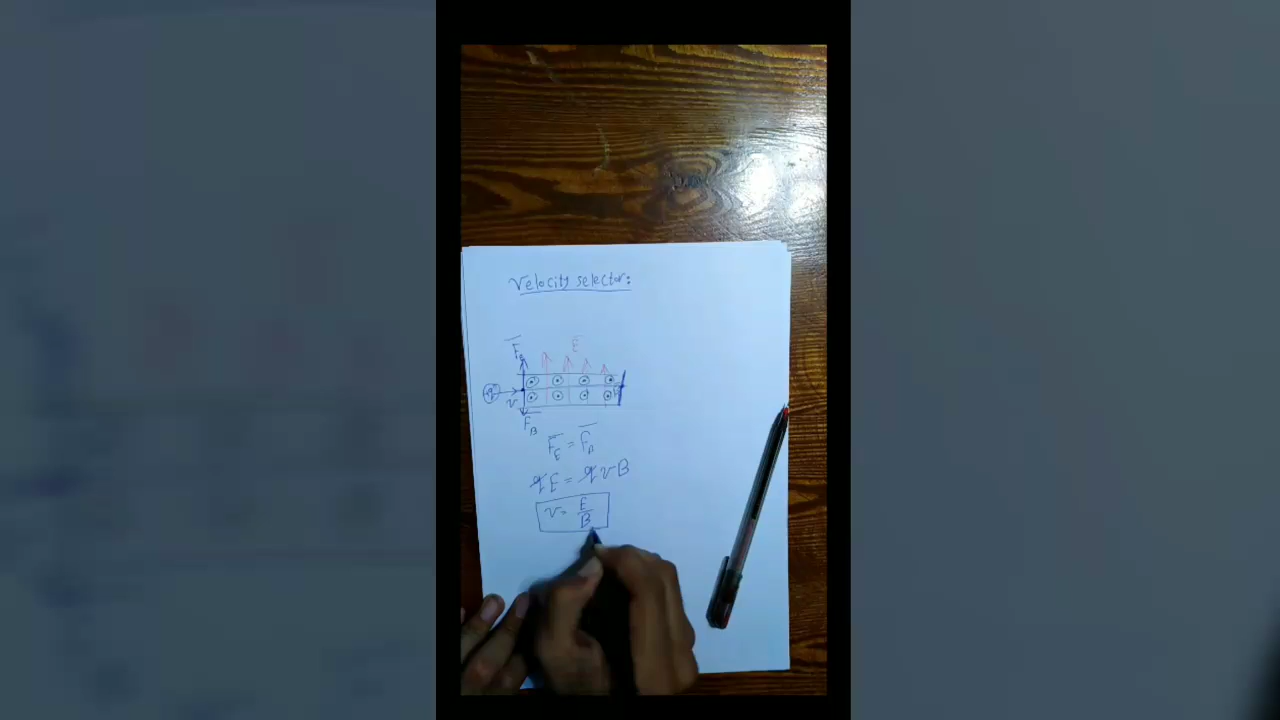 Velocity selector:
E
F_E
q
v
F_B
F_E = F_B
qE = qvB
v = E/B